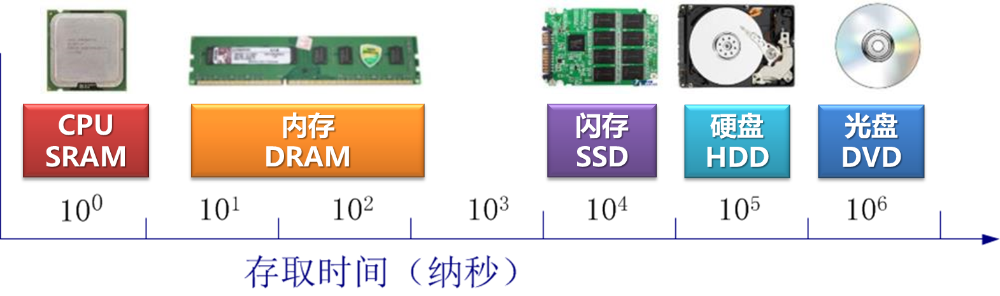 CPU
SRAM
内存
DRAM
闪存
SSD
硬盘
HDD
光盘
DVD
10⁰
10¹
10²
10³
10⁴
10⁵
10⁶
存取时间（纳秒）